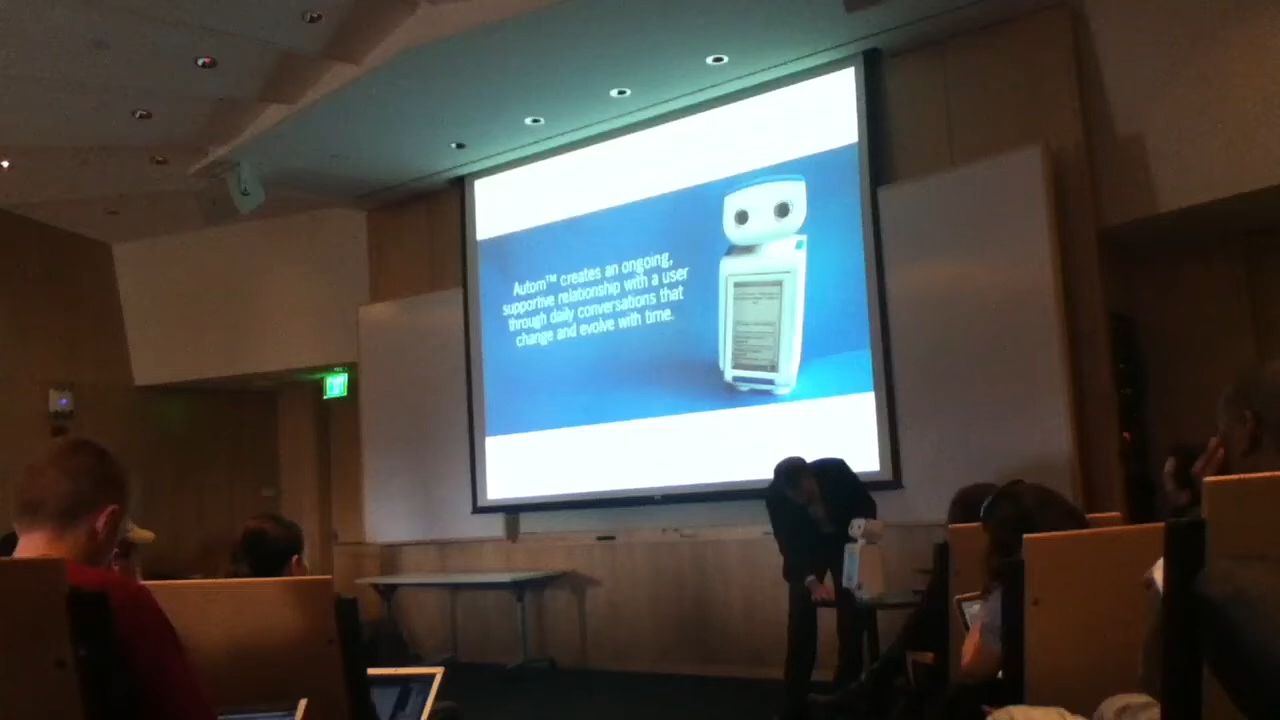 Autom™ creates an ongoing,
supportive relationship with a user
through daily conversations that
change and evolve with time.